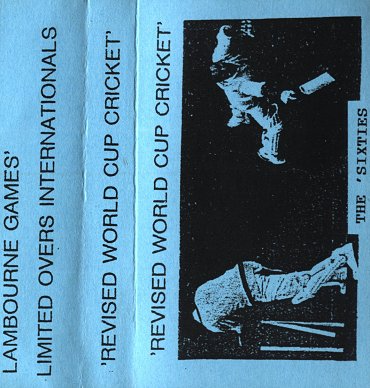 LAMBOURNE GAMES'
LIMITED OVERS INTERNATIONALS
'REVISED WORLD CUP CRICKET'
'REVISED WORLD CUP CRICKET'
THE 'SIXTIES